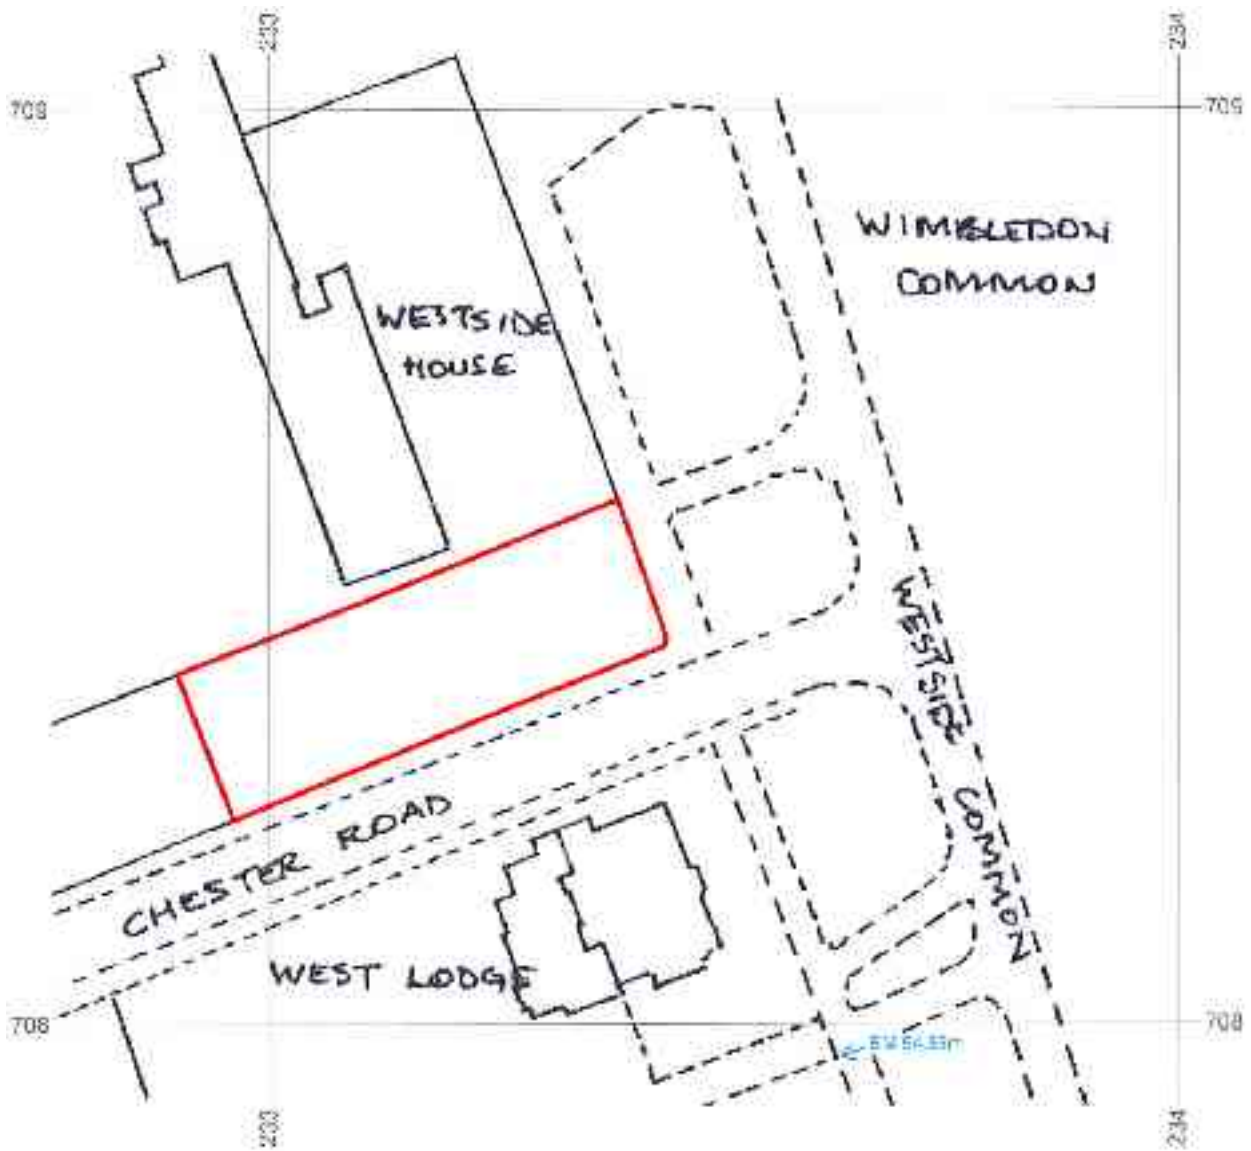 233
234
709
709
WIMBLEDON
COMMON
WESTSIDE
HOUSE
WESTSIDE COMMON
CHESTER ROAD
WEST LODGE
708
708
233
234